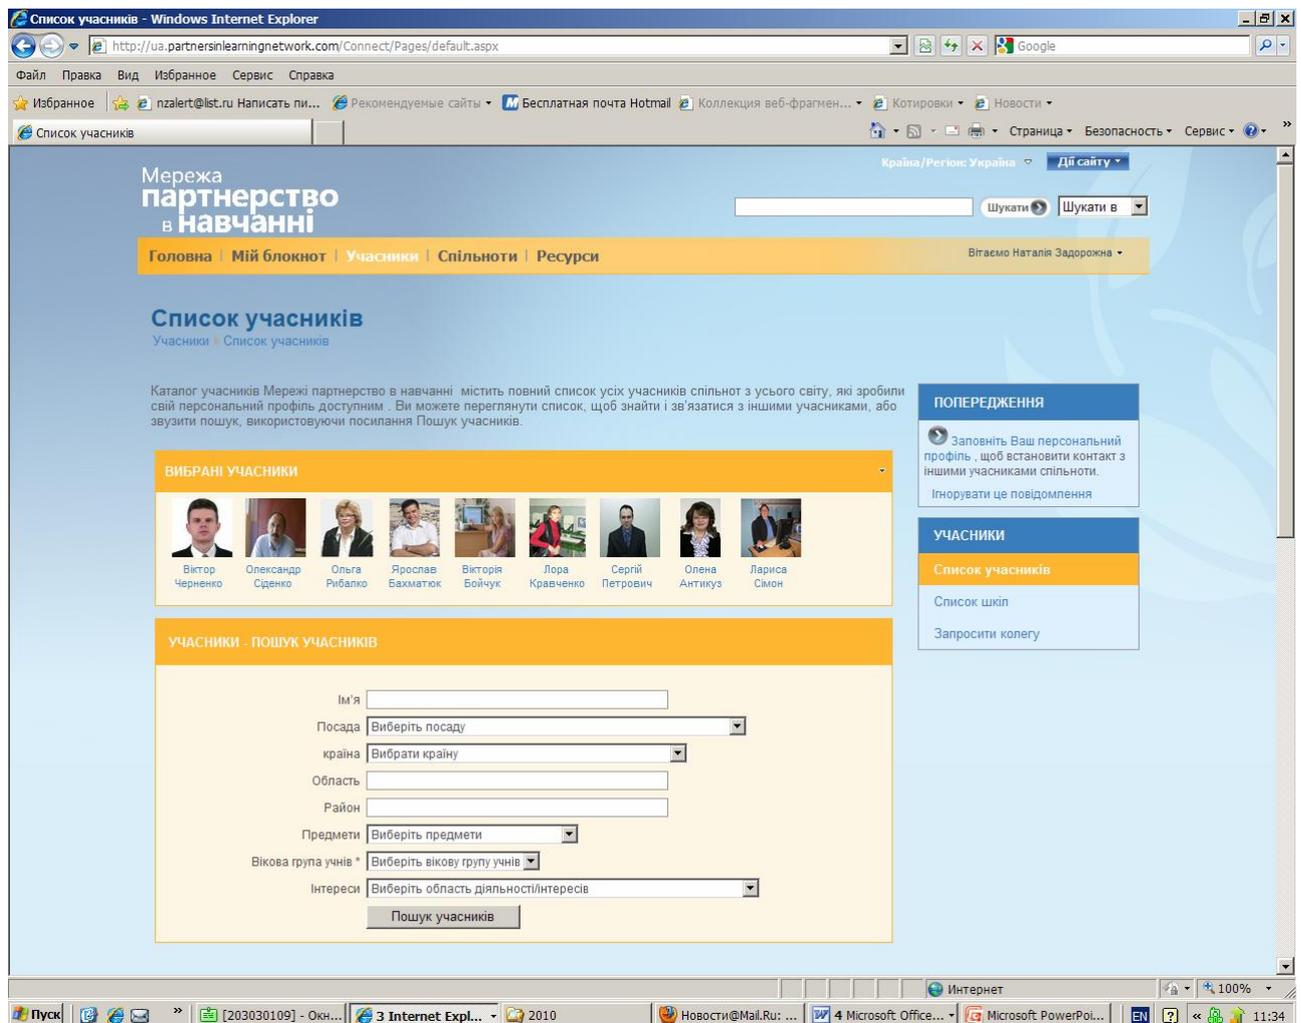 Список учасників - Windows Internet Explorer
http://ua.partnersinlearningnetwork.com/Connect/Pages/default.aspx
Google
Файл Правка Вид Избранное Сервис Справка
Избранное nzalert@list.ru Написать пи... Рекомендуемые сайты Бесплатная почта Hotmail Коллекция веб-фрагмен... Котировки Новости
Список учасників
Страница Безопасность Сервис »
Країна/Регіон: Україна Дії сайту
Мережа
партнерство
в навчанні
Шукати Шукати в
Головна | Мій блокнот | Учасники | Спільноти | Ресурси
Вітаємо Наталія Задорожна
Список учасників
Учасники Список учасників
Каталог учасників Мережі партнерство в навчанні містить повний список усіх учасників спільнот з усього світу, які зробили
свій персональний профіль доступним . Ви можете переглянути список, щоб знайти і зв'язатися з іншими учасниками, або
звузити пошук, використовуючи посилання Пошук учасників.
ВИБРАНІ УЧАСНИКИ
Віктор Черненко
Олександр Сіденко
Ольга Рибалко
Ярослав Бахматюк
Вікторія Бойчук
Лора Кравченко
Сергій Петрович
Олена Антикуз
Лариса Сімон
УЧАСНИКИ - ПОШУК УЧАСНИКІВ
Ім'я
Посада Виберіть посаду
країна Вибрати країну
Область
Район
Предмети Виберіть предмети
Вікова група учнів * Виберіть вікову групу учнів
Інтереси Виберіть область діяльності/інтересів
Пошук учасників
ПОПЕРЕДЖЕННЯ
Заповніть Ваш персональний
профіль , щоб встановити контакт з
іншими учасниками спільноти.
Ігнорувати це повідомлення
УЧАСНИКИ
Список учасників
Список шкіл
Запросити колегу
Интернет 100%
Пуск » [203030109] - Окн... 3 Internet Expl... 2010 Новости@Mail.Ru: ... 4 Microsoft Office... Microsoft PowerPoi... EN « 11:34